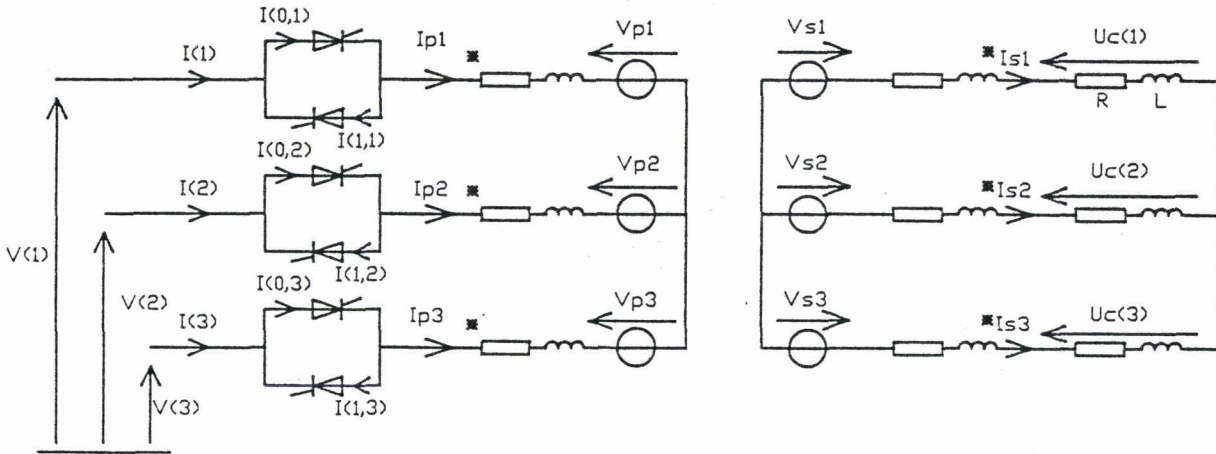 I(0,1)
I(1)
Ip1
*
Vp1
Vs1
*
Is1
Uc(1)
R
L
I(1,1)
I(0,2)
I(2)
Ip2
*
Vp2
Vs2
*
Is2
Uc(2)
V(1)
I(1,2)
I(0,3)
V(2)
I(3)
Ip3
*
Vp3
Vs3
*
Is3
Uc(3)
V(3)
I(1,3)